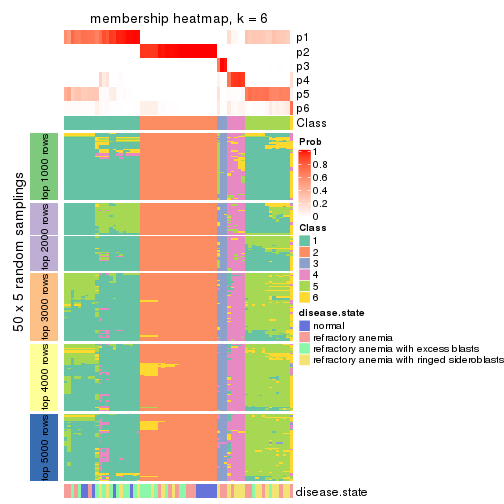 membership heatmap, k = 6
p1
p2
p3
p4
p5
p6
Class
50 x 5 random samplings
top 1000 rows
top 2000 rows
top 3000 rows
top 4000 rows
top 5000 rows
Prob
1
0.8
0.6
0.4
0.2
0
Class
1
2
3
4
5
6
disease.state
normal
refractory anemia
refractory anemia with excess blasts
refractory anemia with ringed sideroblasts
disease.state